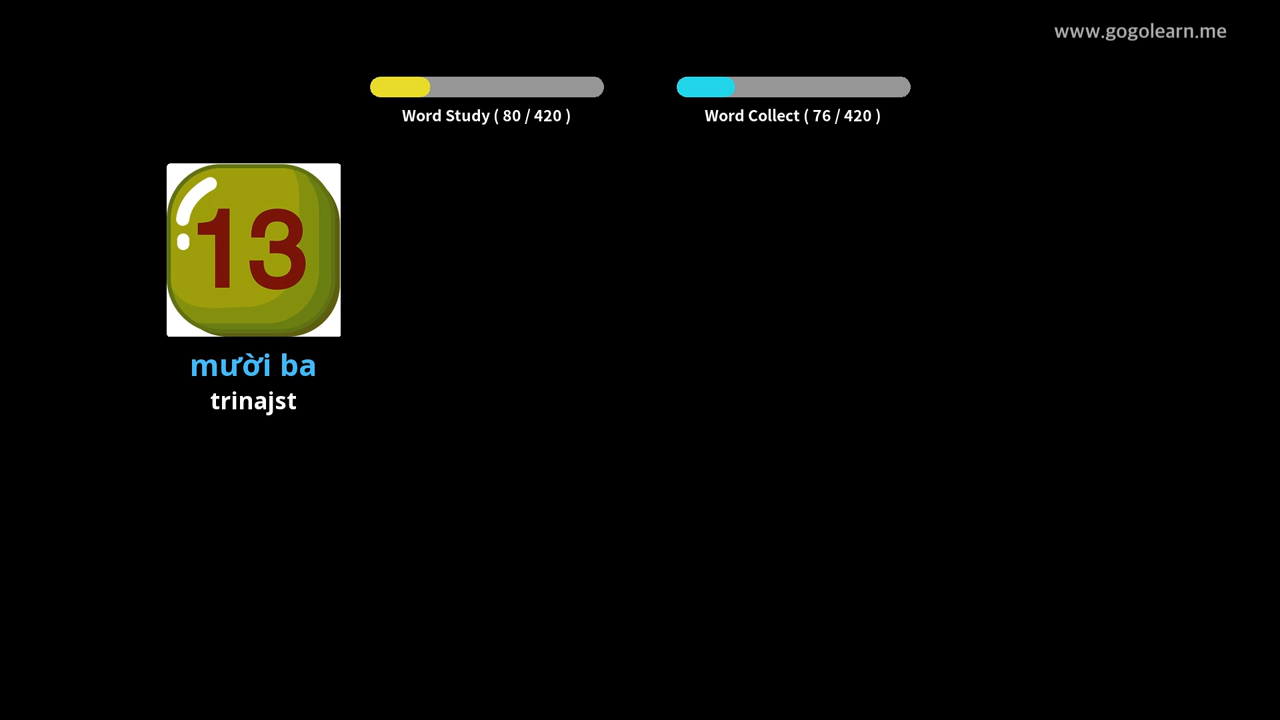 www.gogolearn.me
Word Study ( 80 / 420 )
Word Collect ( 76 / 420 )
13
mười ba
trinajst